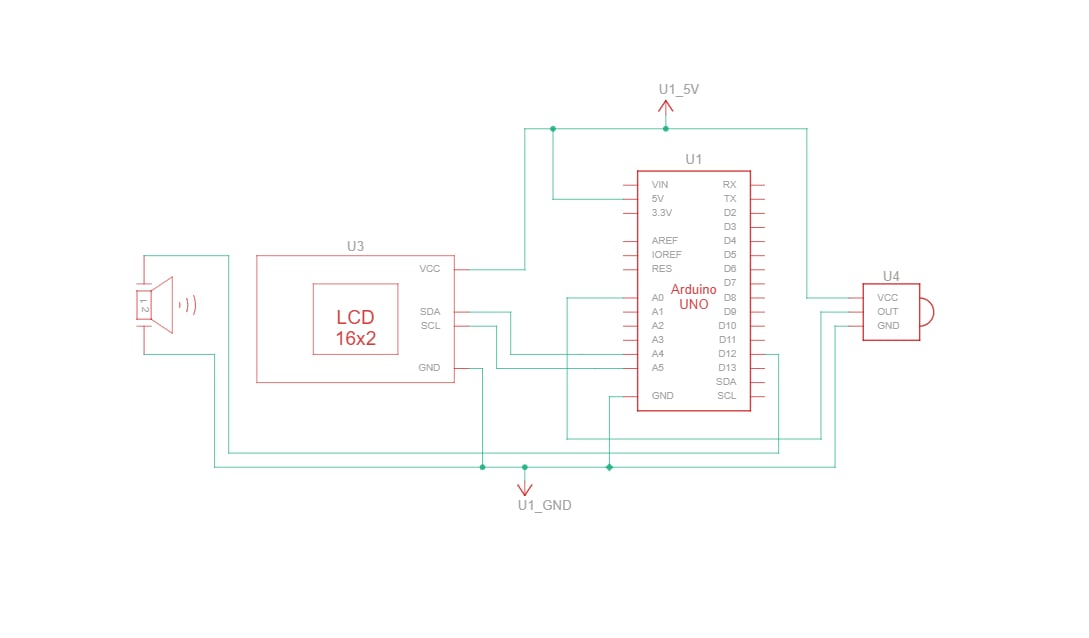 U1_5V
U1
VIN RX
5V TX
3.3V D2
D3
AREF D4
IOREF D5
RES D6
D7
Arduino
UNO
A0 D8
A1 D9
A2 D10
A3 D11
A4 D12
A5 D13
SDA
GND SCL
U3
VCC
SDA
SCL
GND
LCD
16x2
U4
VCC
OUT
GND
U1_GND